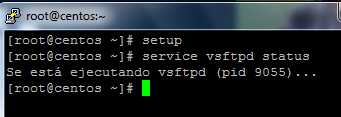 root@centos:~
[root@centos ~]# setup
[root@centos ~]# service vsftpd status
Se está ejecutando vsftpd (pid 9055)...
[root@centos ~]#